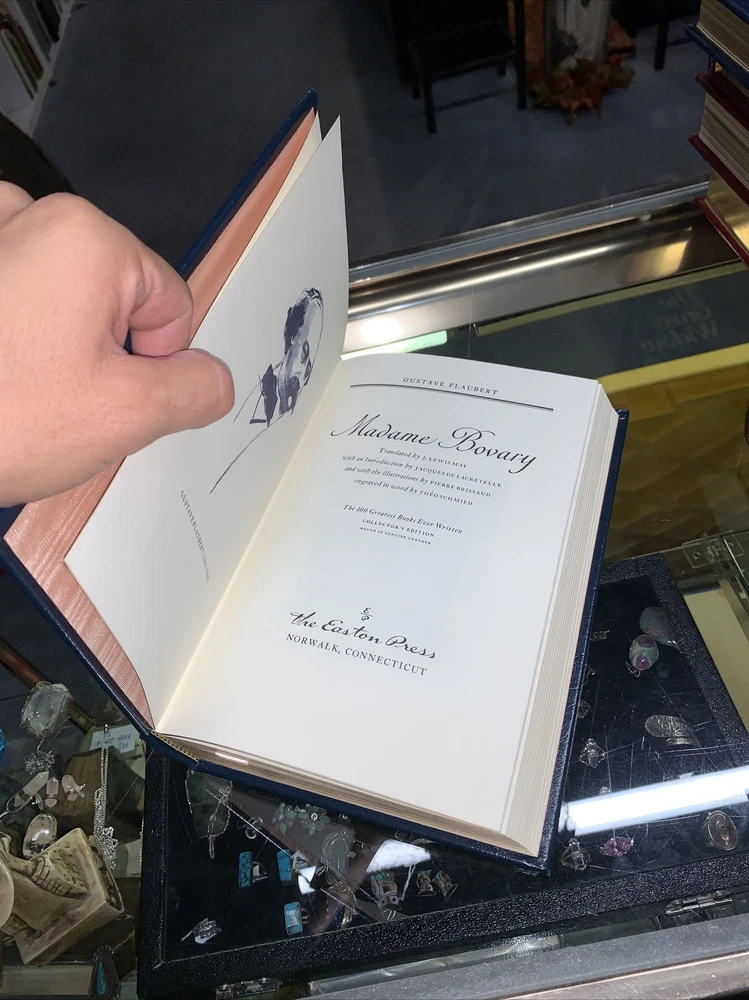 GUSTAVE FLAUBERT
Madame Bovary
Translated by J. LEWIS MAY
with an Introduction by JACQUES DE LACRETELLE
and with the illustrations by PIERRE BRISSAUD
engraved in wood by THÉO SCHMIED
The 100 Greatest Books Ever Written
COLLECTOR'S EDITION
BOUND IN GENUINE LEATHER
The Easton Press
NORWALK, CONNECTICUT
GUSTAVE FLAUBERT